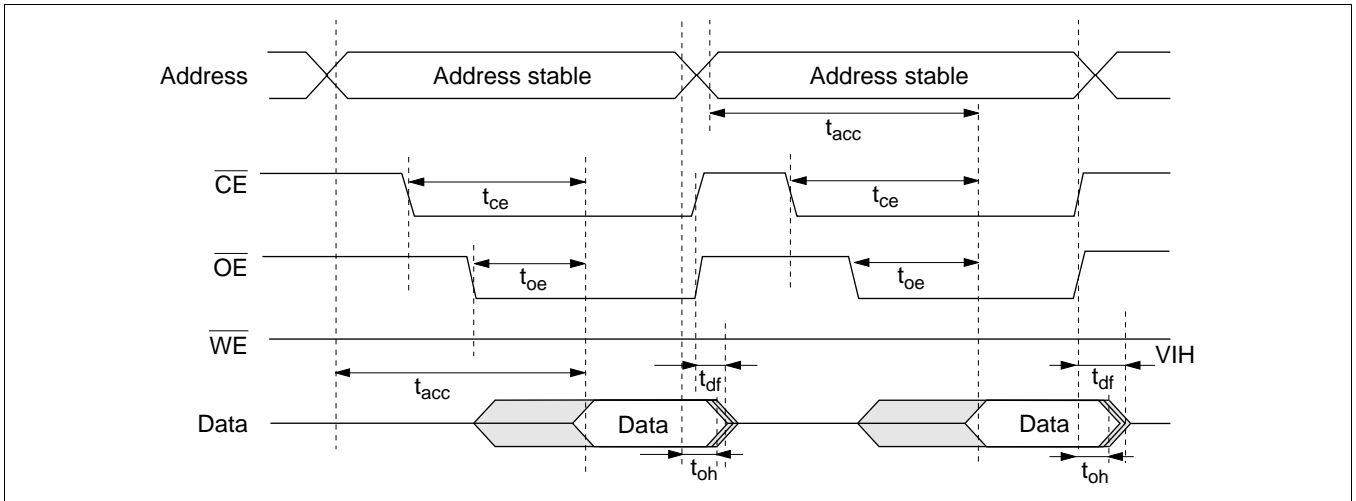 Address
Address stable
Address stable
tacc
CE
tce
tce
OE
toe
toe
WE
VIH
tdf
tdf
tacc
Data
Data
Data
toh
toh